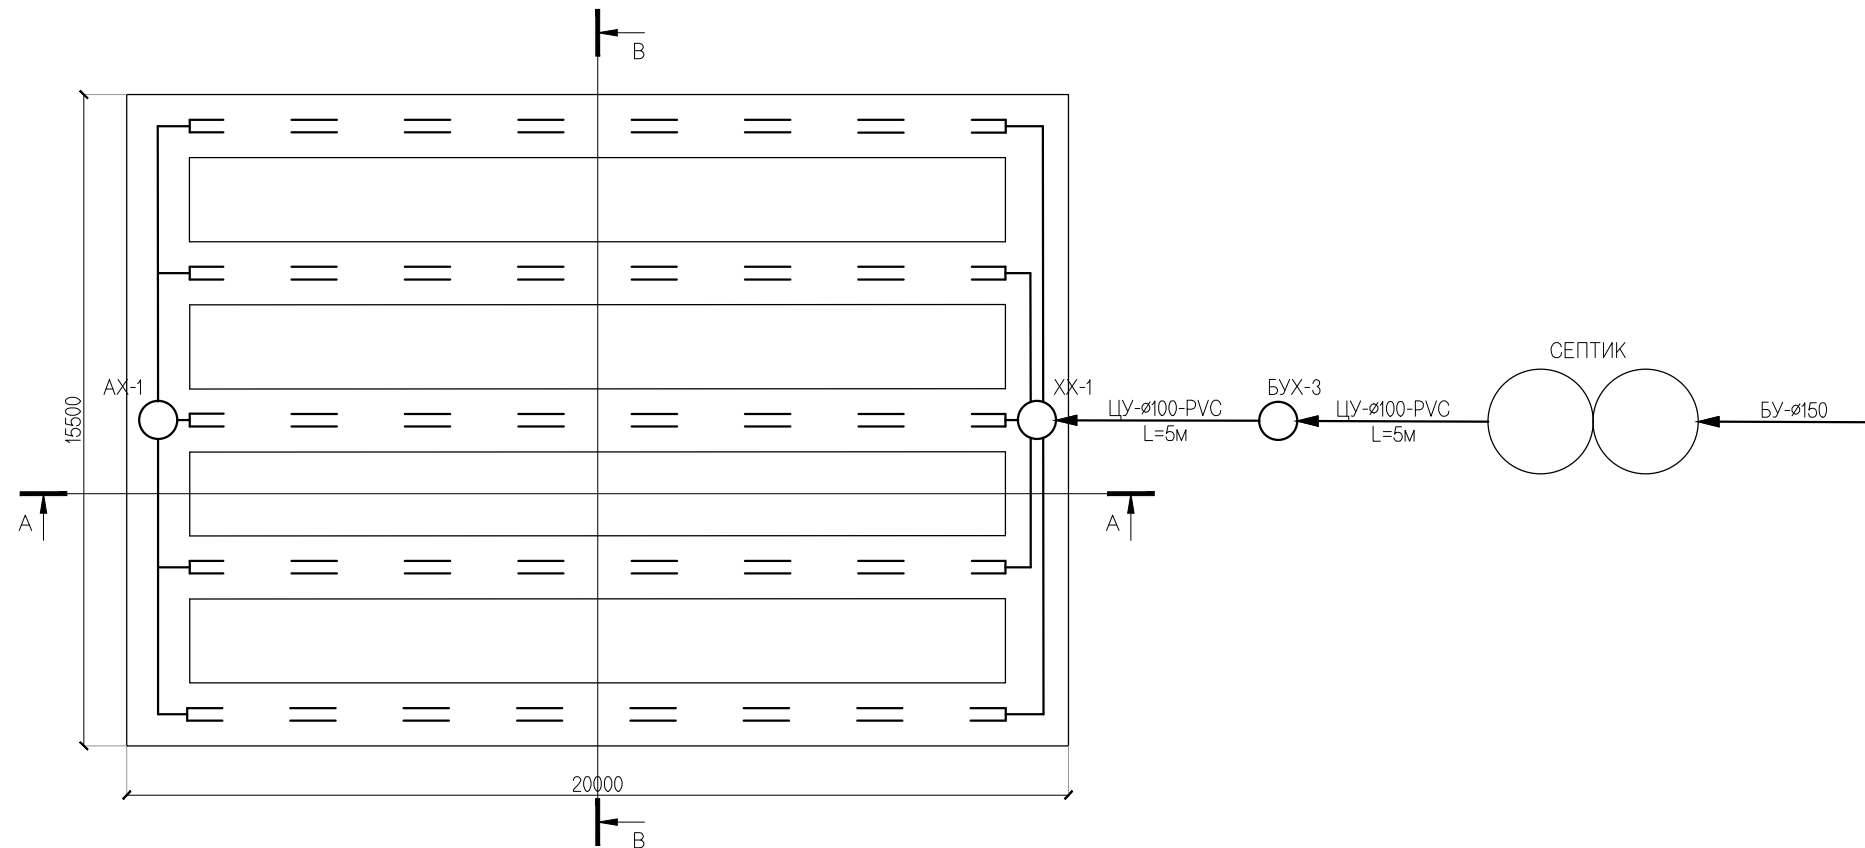 В
СЕПТИК
АХ-1
ХХ-1
БУХ-3
15500
ЦУ-ø100-PVC
L=5м
ЦУ-ø100-PVC
L=5м
БУ-ø150
А
А
20000
В